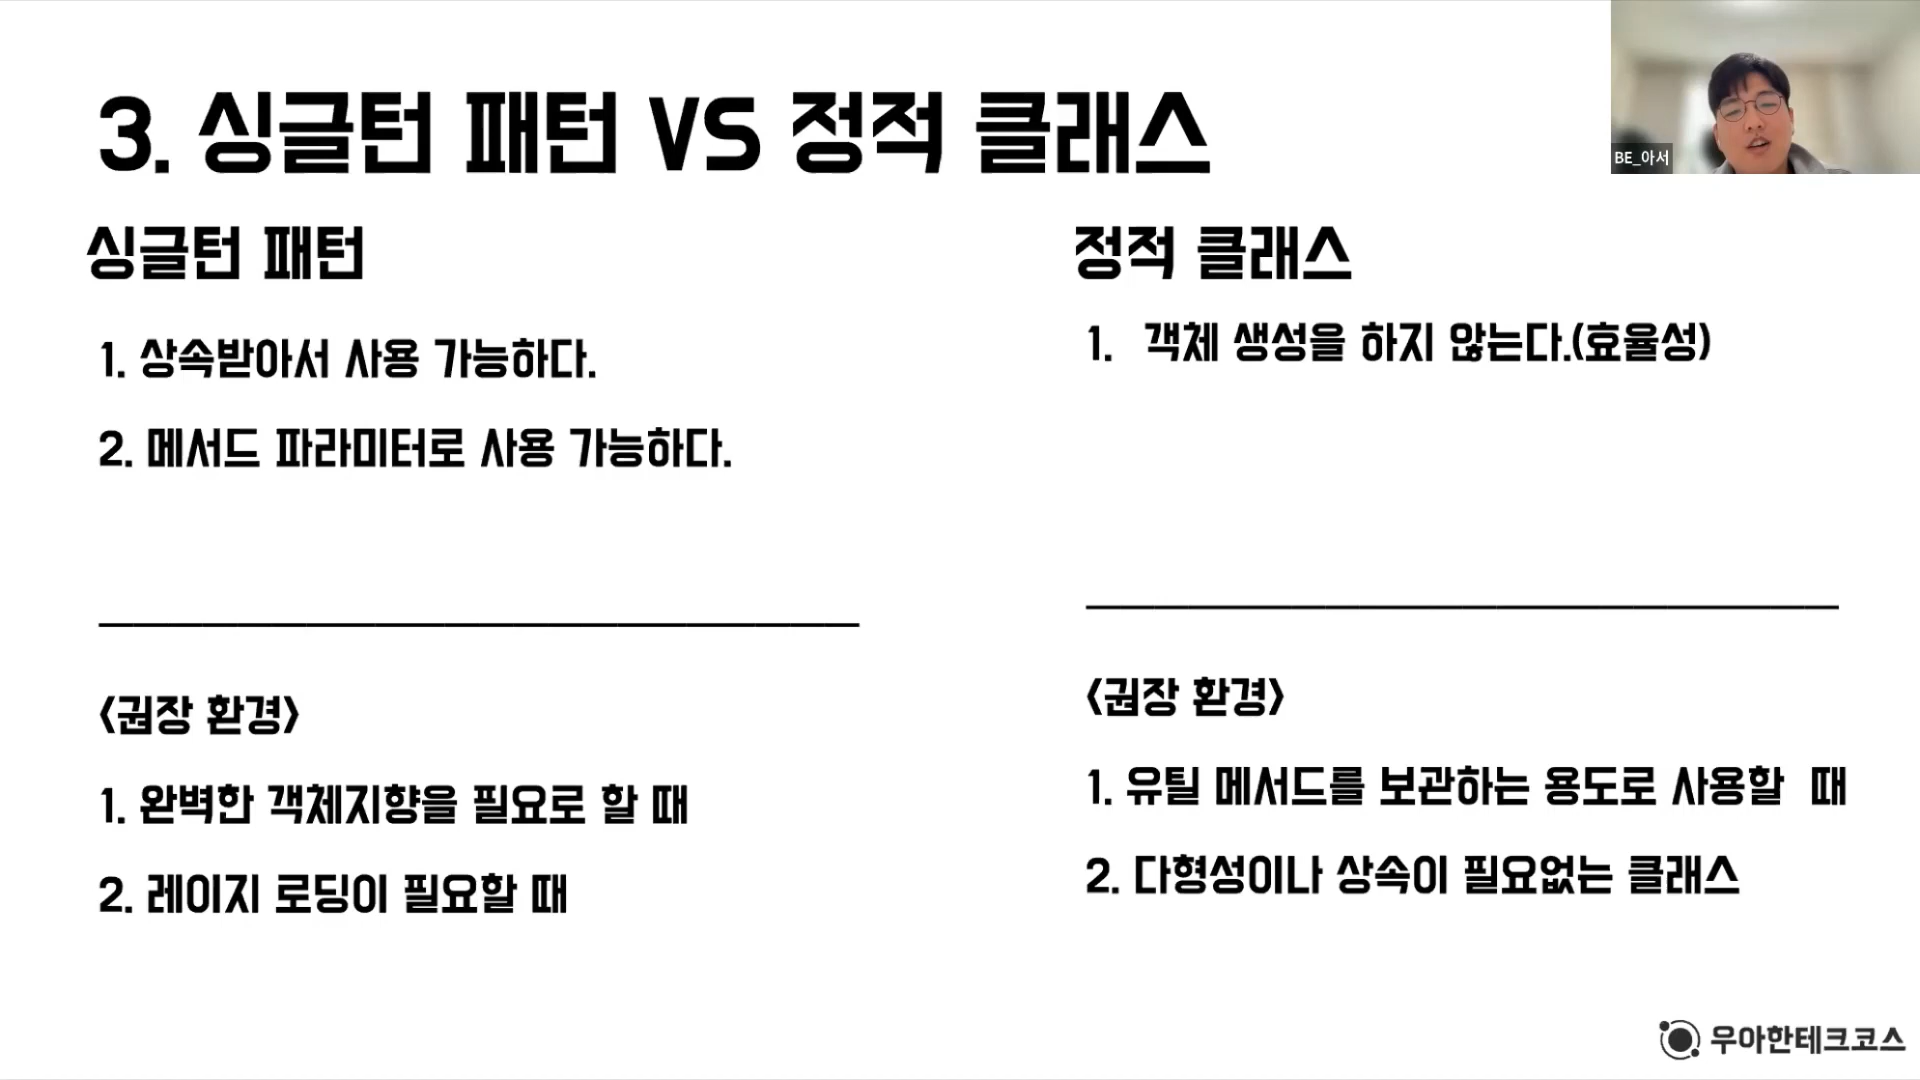 3. 싱글턴 패턴 VS 정적 클래스
BE_아서
싱글턴 패턴
1. 상속받아서 사용 가능하다.
2. 메서드 파라미터로 사용 가능하다.
<권장 환경>
1. 완벽한 객체지향을 필요로 할 때
2. 레이지 로딩이 필요할 때
정적 클래스
1. 객체 생성을 하지 않는다.(효율성)
<권장 환경>
1. 유틸 메서드를 보관하는 용도로 사용할 때
2. 다형성이나 상속이 필요없는 클래스
우아한테크코스